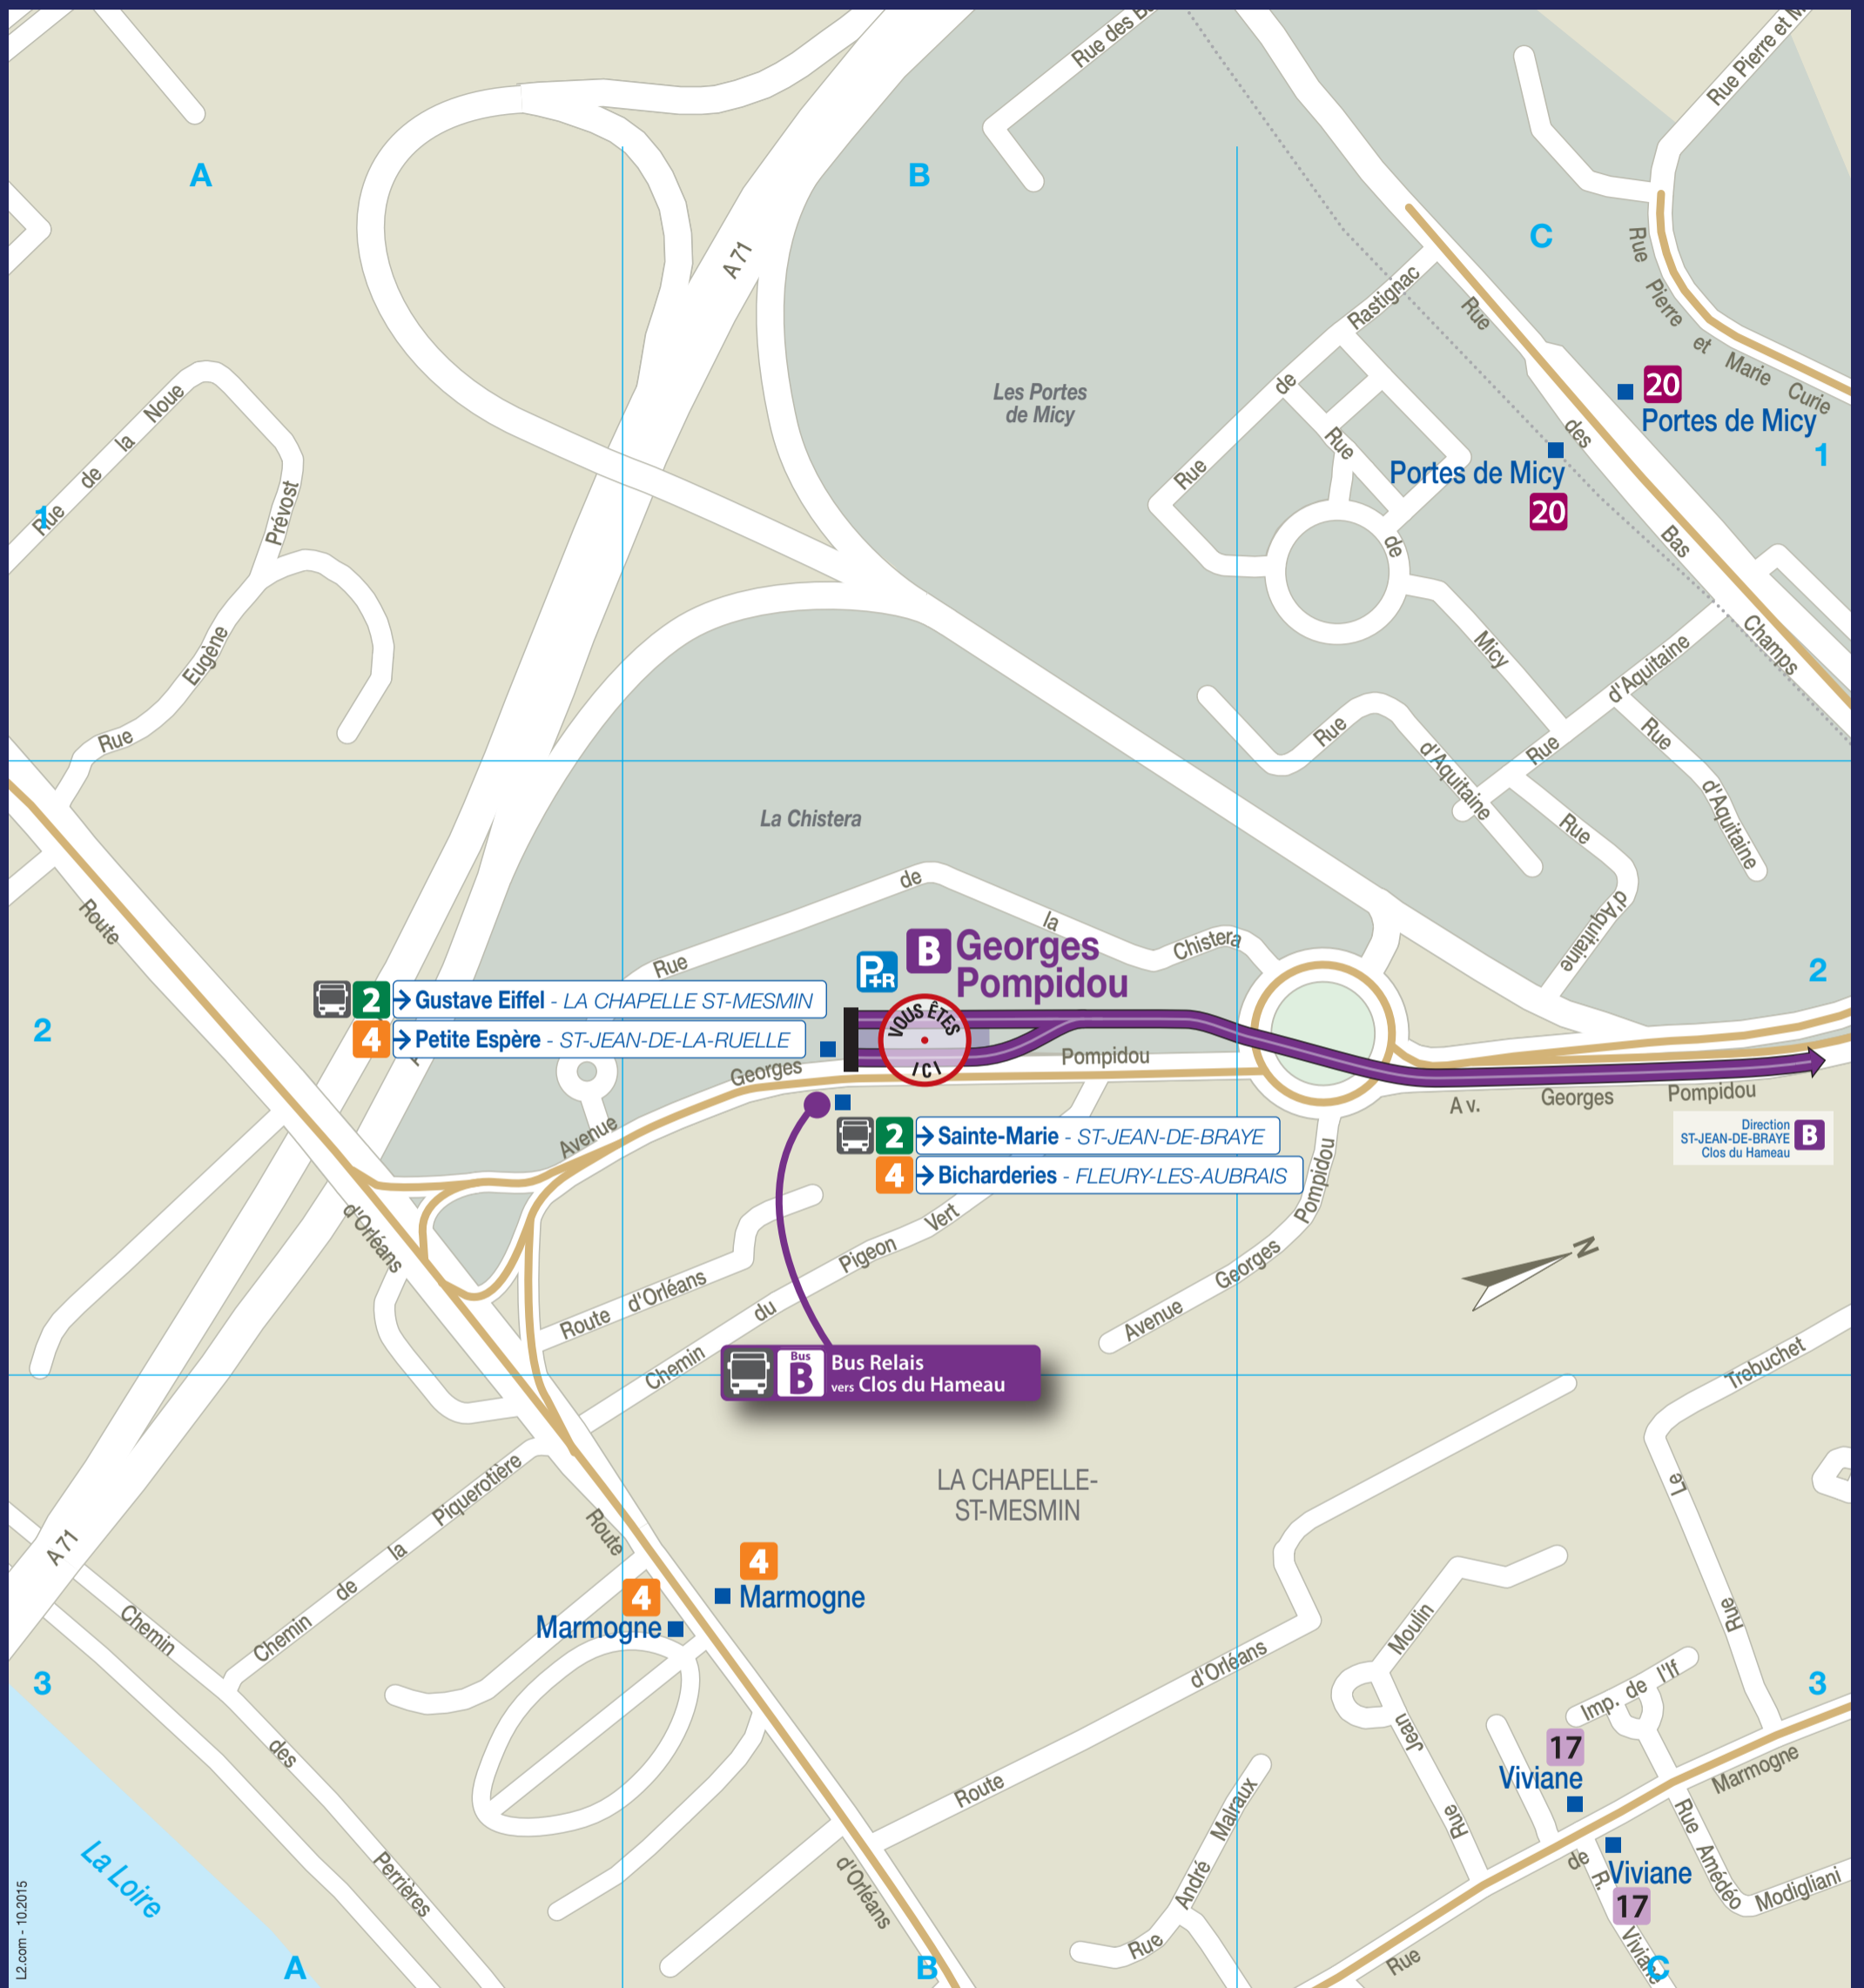 Rue des
Rue Pierre et M
A
B
C
A 71
Rue Pierre et Marie Curie
Rue de Rastignac
Rue des Bas Champs
Les Portes
de Micy
20
Portes de Micy
Portes de Micy
20
1
1
Rue de la Noue
Rue Eugène Prévost
Rue de Micy
Rue d'Aquitaine
Rue d'Aquitaine
Rue d'Aquitaine
Rue d'Aquitaine
La Chistera
Rue de la Chistera
Route d'Orléans
P+R
B Georges
Pompidou
2
2
2 Gustave Eiffel - LA CHAPELLE ST-MESMIN
4 Petite Espère - ST-JEAN-DE-LA-RUELLE
VOUS ÊTES
ICI
Avenue Georges Pompidou
Av. Georges Pompidou
Direction
ST-JEAN-DE-BRAYE
Clos du Hameau
B
2 Sainte-Marie - ST-JEAN-DE-BRAYE
4 Bicharderies - FLEURY-LES-AUBRAIS
Avenue Georges Pompidou
N
Route d'Orléans
Chemin du Pigeon Vert
Bus
B
Bus Relais
vers Clos du Hameau
Rue Le Trebuchet
LA CHAPELLE-
ST-MESMIN
Chemin de la Piquerotière
A 71
Route d'Orléans
4
Marmogne
4
Marmogne
Chemin des Perrières
Route d'Orléans
Rue Jean Moulin
Imp. de l'If
3
3
17
Viviane
Viviane
17
Rue de Marmogne
Rue Amédéo Modigliani
R. Viviane
Rue André Malraux
La Loire
L2.com - 10.2015
A
B
C